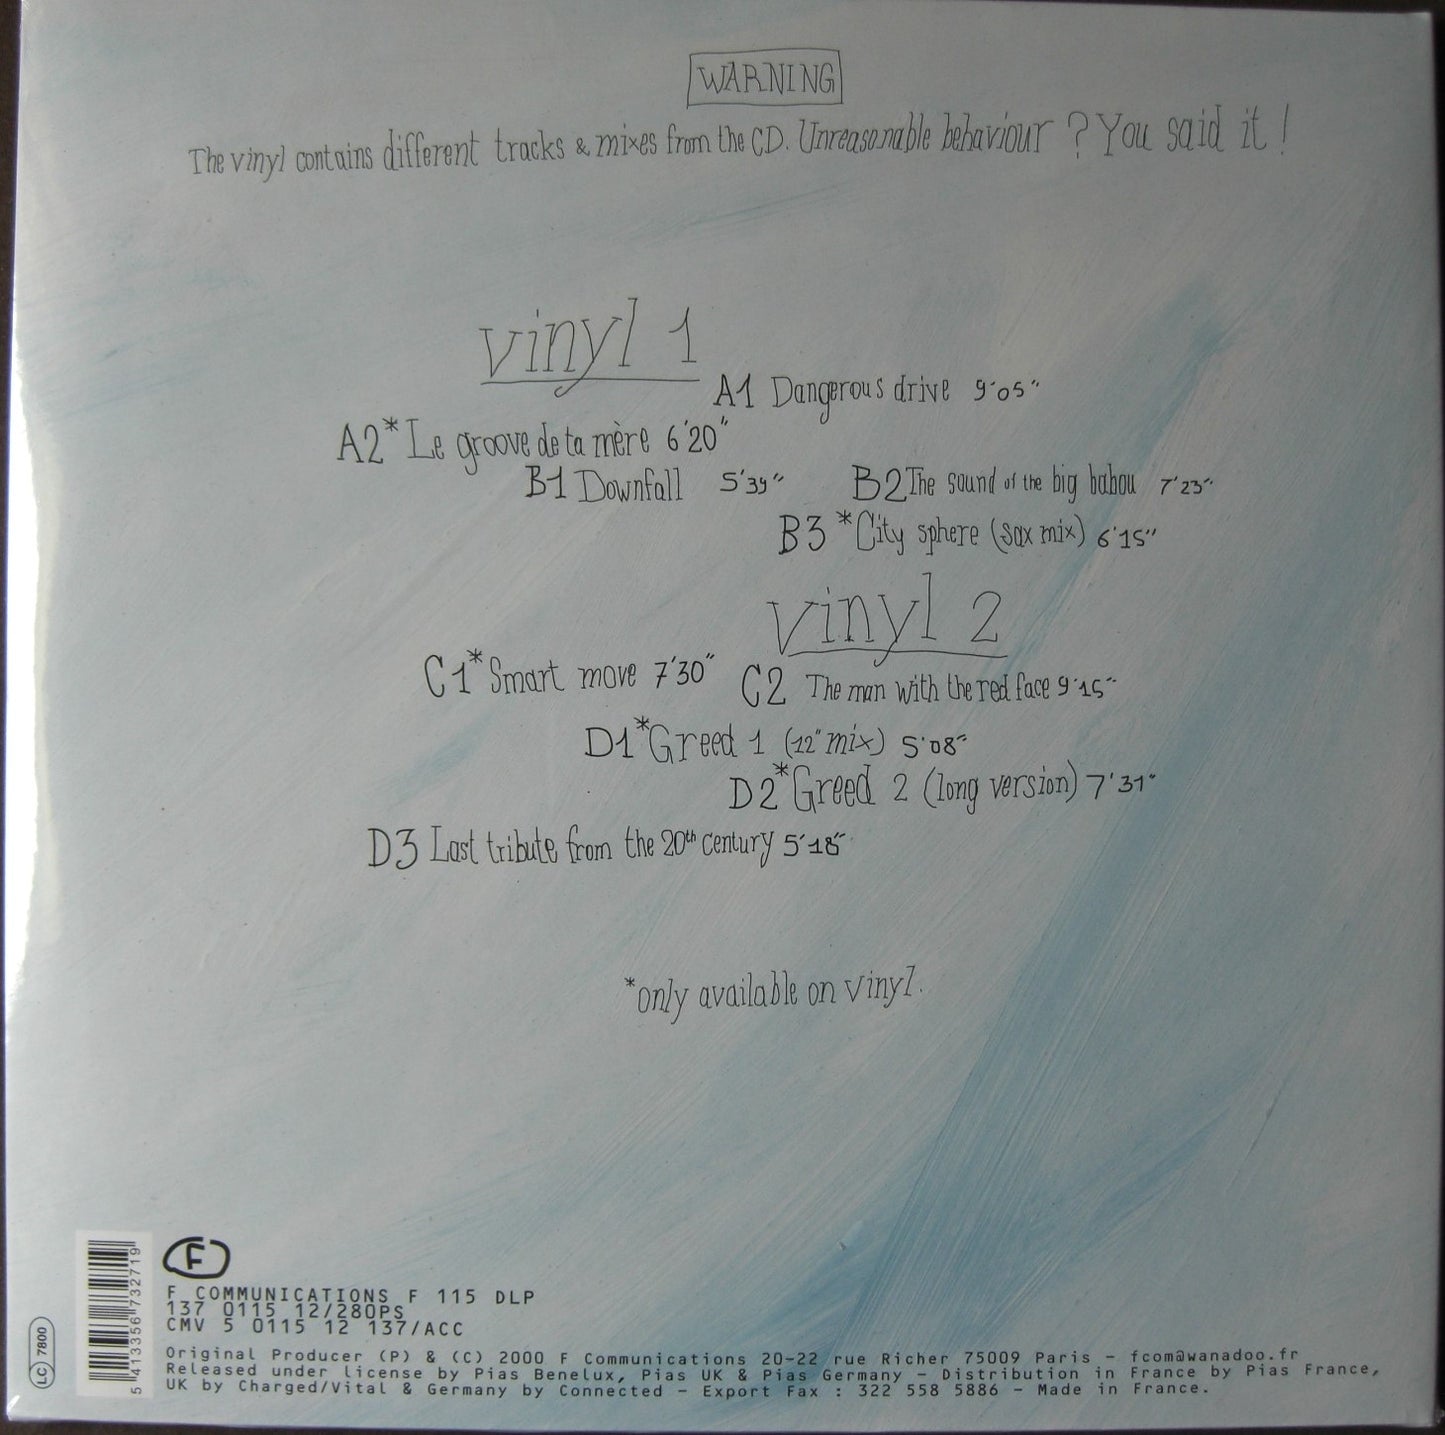 WARNING
The vinyl contains different tracks & mixes from the CD. Unreasonable behaviour ? You said it !
vinyl 1
A1 Dangerous drive 9'05"
A2* Le groove de ta mère 6'20"
B1 Downfall 5'39" B2 The sound of the big babou 7'23"
B3 *City sphere (sax mix) 6'15"
vinyl 2
C1* Smart move 7'30" C2 The man with the red face 9'15"
D1* Greed 1 (12" mix) 5'08"
D2* Greed 2 (long version) 7'31"
D3 Last tribute from the 20th century 5'18"
*only available on vinyl.
F
F COMMUNICATIONS F 115 DLP
137 0115 12/280PS
CMV 5 0115 12 137/ACC
Original Producer (P) & (C) 2000 F Communications 20-22 rue Richer 75009 Paris - fcom@wanadoo.fr
Released under license by Pias Benelux, Pias UK & Pias Germany - Distribution in France by Pias France,
UK by Charged/Vital & Germany by Connected - Export Fax : 322 558 5886 - Made in France.
5 413356 732719
LC 7800